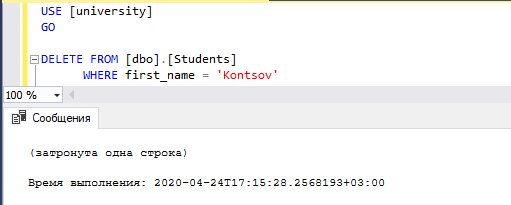 USE [university]
GO
DELETE FROM [dbo].[Students]
WHERE first_name = 'Kontsov'
100 %
Сообщения
(затронута одна строка)
Время выполнения: 2020-04-24T17:15:28.2568193+03:00